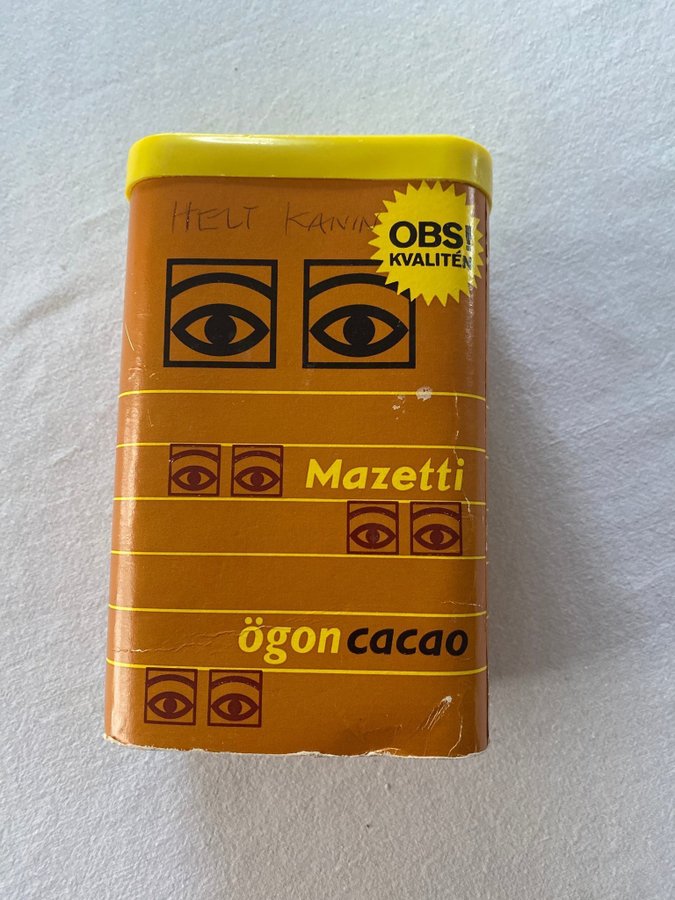 HELT KANIN
OBS!
KVALITÉN
Mazetti
ögon cacao